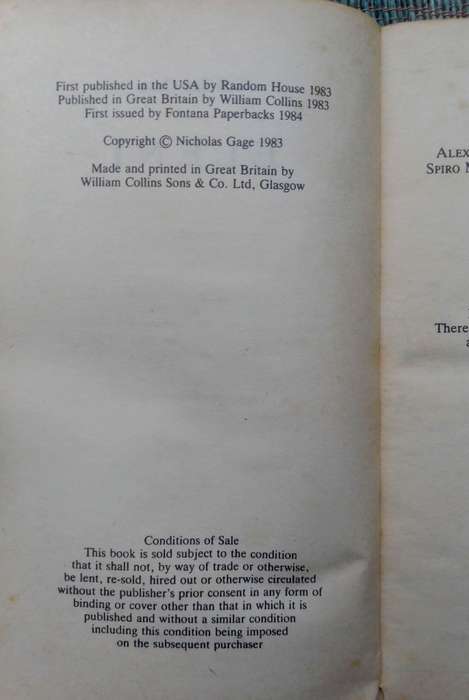 First published in the USA by Random House 1983
Published in Great Britain by William Collins 1983
First issued by Fontana Paperbacks 1984
Copyright © Nicholas Gage 1983
Made and printed in Great Britain by
William Collins Sons & Co. Ltd, Glasgow
Conditions of Sale
This book is sold subject to the condition
that it shall not, by way of trade or otherwise,
be lent, re-sold, hired out or otherwise circulated
without the publisher's prior consent in any form of
binding or cover other than that in which it is
published and without a similar condition
including this condition being imposed
on the subsequent purchaser
ALEX
SPIRO
There